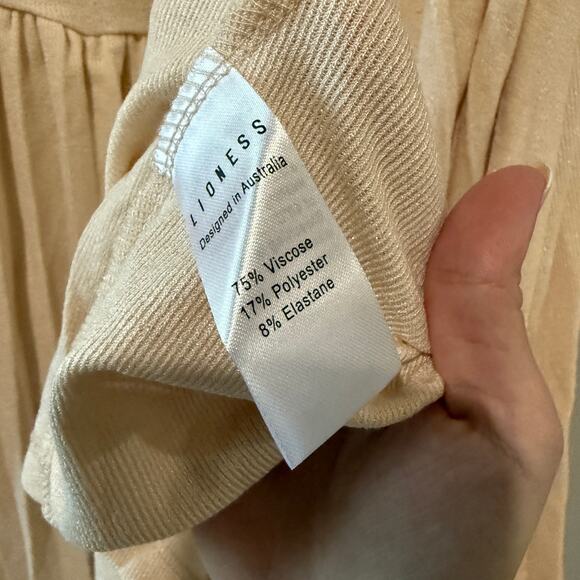 LIONESS
Designed in Australia
75% Viscose
17% Polyester
8% Elastane